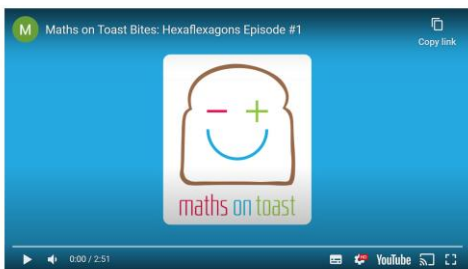 M Maths on Toast Bites: Hexaflexagons Episode #1
Copy link
maths on toast
0:00 / 2:51
YouTube